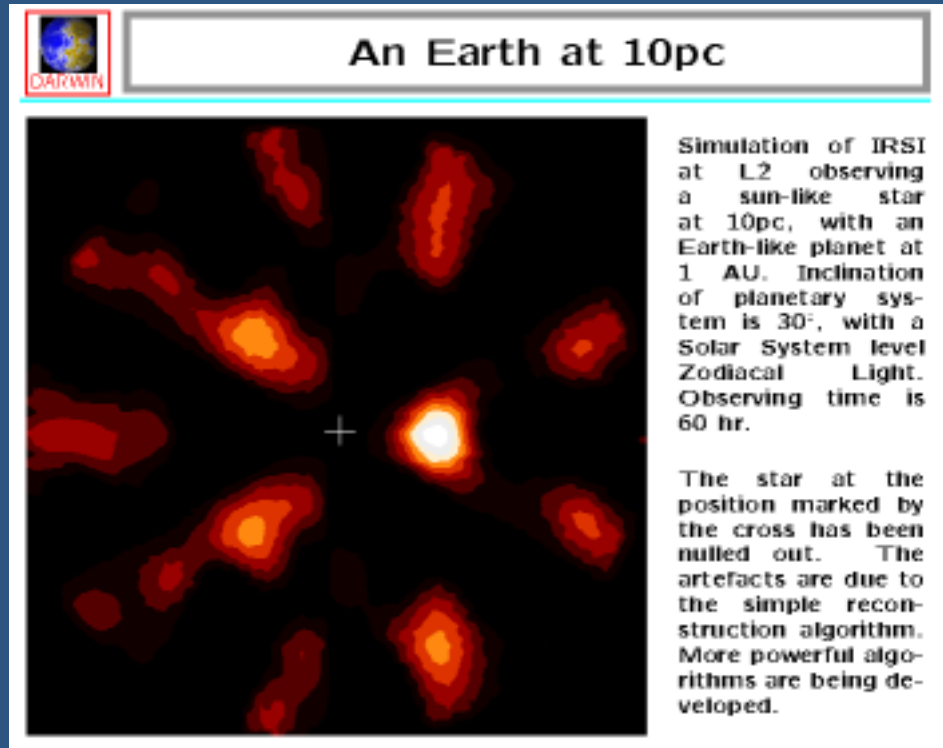 An Earth at 10pc
DARWIN
Simulation of IRSI
at L2 observing
a sun-like star
at 10pc, with an
Earth-like planet at
1 AU. Inclination
of planetary sys-
tem is 30°, with a
Solar System level
Zodiacal Light.
Observing time is
60 hr.
The star at the
position marked by
the cross has been
nulled out. The
artefacts are due to
the simple recon-
struction algorithm.
More powerful algo-
rithms are being de-
veloped.